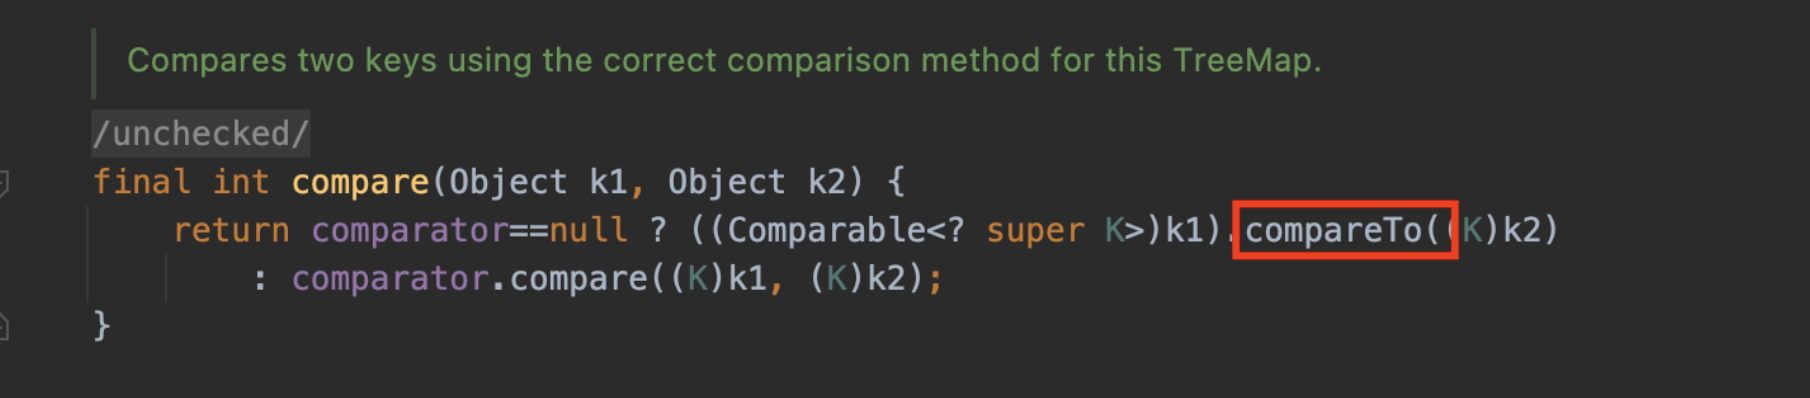 Compares two keys using the correct comparison method for this TreeMap.
/unchecked/
final int compare(Object k1, Object k2) {
return comparator==null ? ((Comparable<? super K>)k1).compareTo((K)k2)
: comparator.compare((K)k1, (K)k2);
}